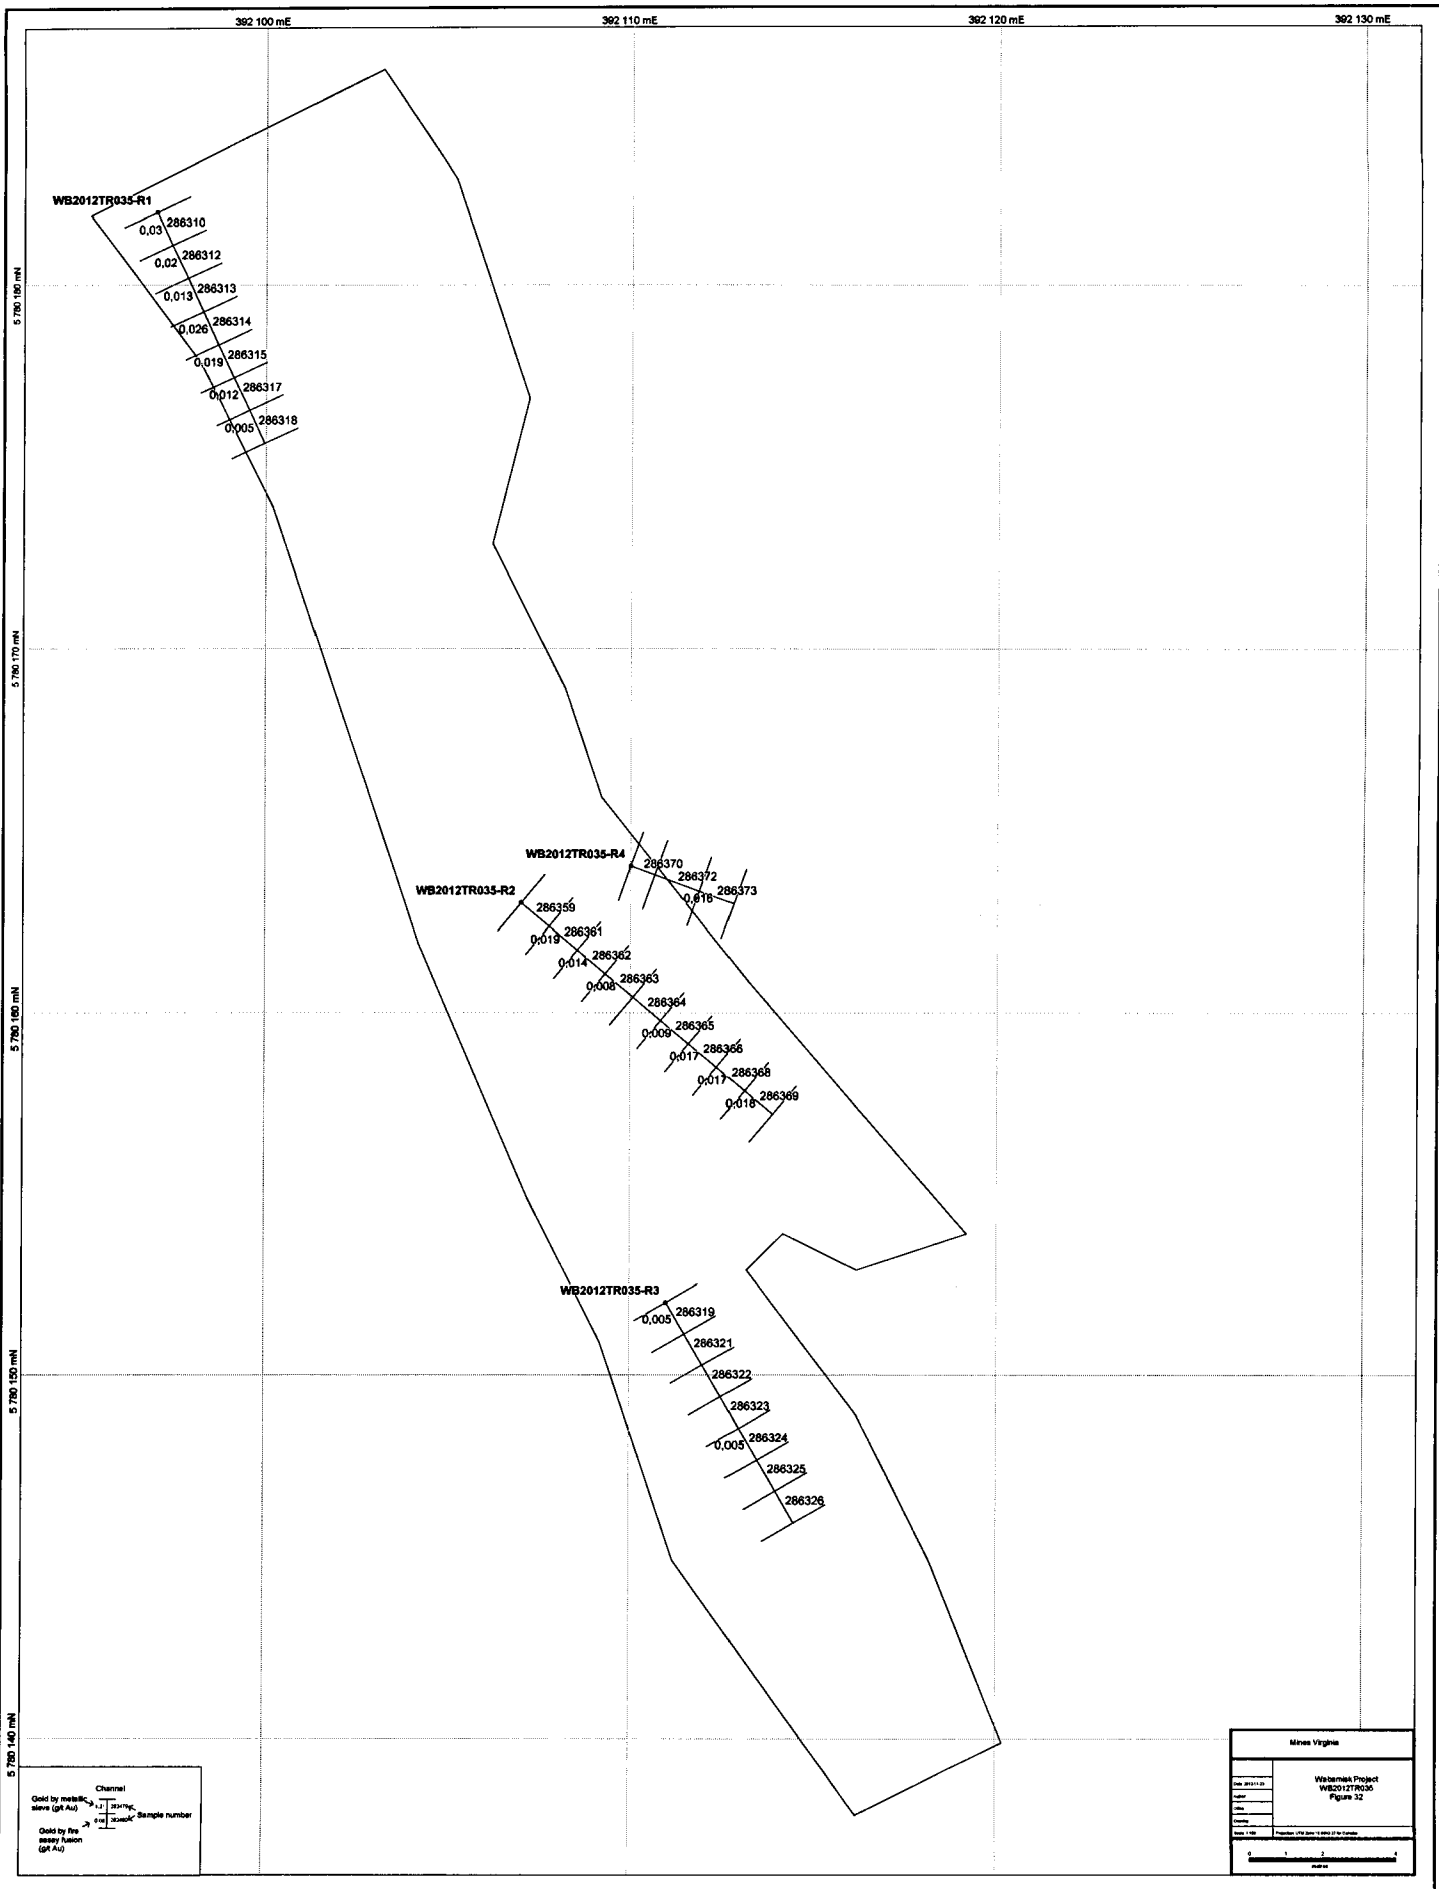 392 100 mE
392 110 mE
392 120 mE
392 130 mE
WB2012TR035-R1
0,03 286310
0,02 286312
5 780 180 mN
0,013 286313
0,026 286314
0,019 286315
0,012 286317
0,005 286318
5 780 170 mN
WB2012TR035-R4
286370
286372
0,016 286373
WB2012TR035-R2
286359
0,019 286361
0,014 286362
0,008 286363
286364
0,009 286365
0,017 286366
0,017 286368
0,018 286369
5 780 160 mN
WB2012TR035-R3
0,005 286319
286321
286322
286323
0,005 286324
286325
286326
5 780 150 mN
5 780 140 mN
Channel
Gold by metallic
sieve (g/t Au)
Sample number
Gold by fire
assay fusion
(g/t Au)
Mines Virginia
Wabamisk Project
WB2012TR035
Figure 32
0 1 2 4
metres